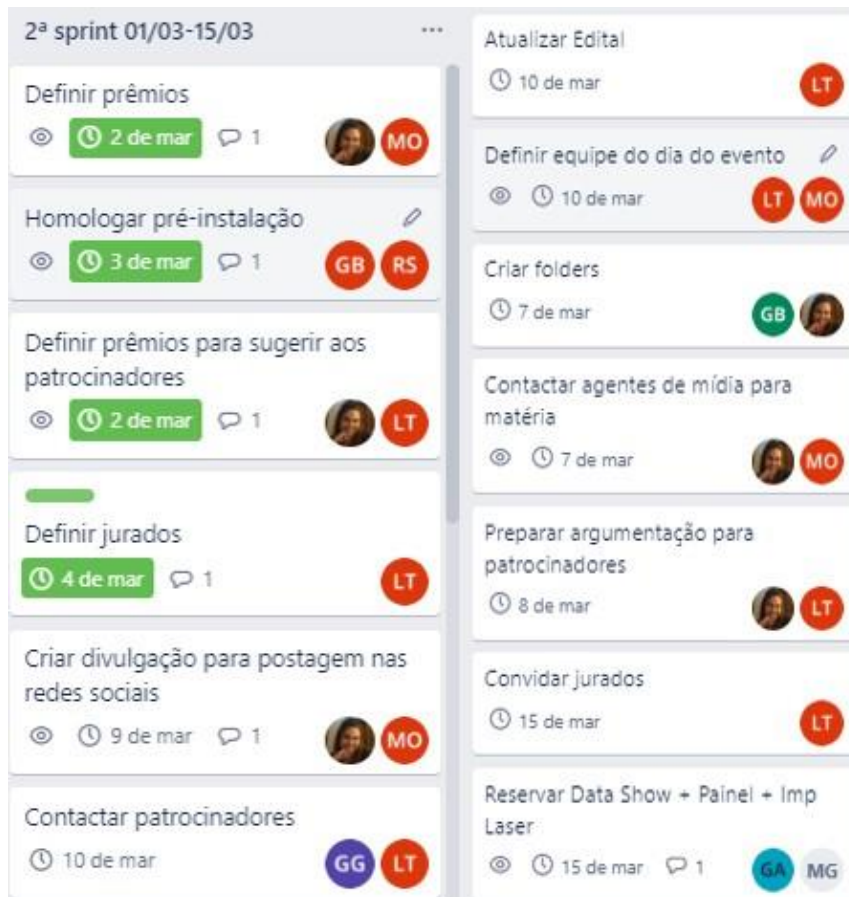 2ª sprint 01/03-15/03
Definir prêmios
2 de mar 1
MO
Homologar pré-instalação
3 de mar 1
GB RS
Definir prêmios para sugerir aos
patrocinadores
2 de mar 1
LT
Definir jurados
4 de mar 1
LT
Criar divulgação para postagem nas
redes sociais
9 de mar 1
MO
Contactar patrocinadores
10 de mar
GG LT
Atualizar Edital
10 de mar
LT
Definir equipe do dia do evento
10 de mar
LT MO
Criar folders
7 de mar
GB
Contactar agentes de mídia para
matéria
7 de mar
MO
Preparar argumentação para
patrocinadores
8 de mar
LT
Convidar jurados
15 de mar
LT
Reservar Data Show + Painel + Imp
Laser
15 de mar 1
GA MG